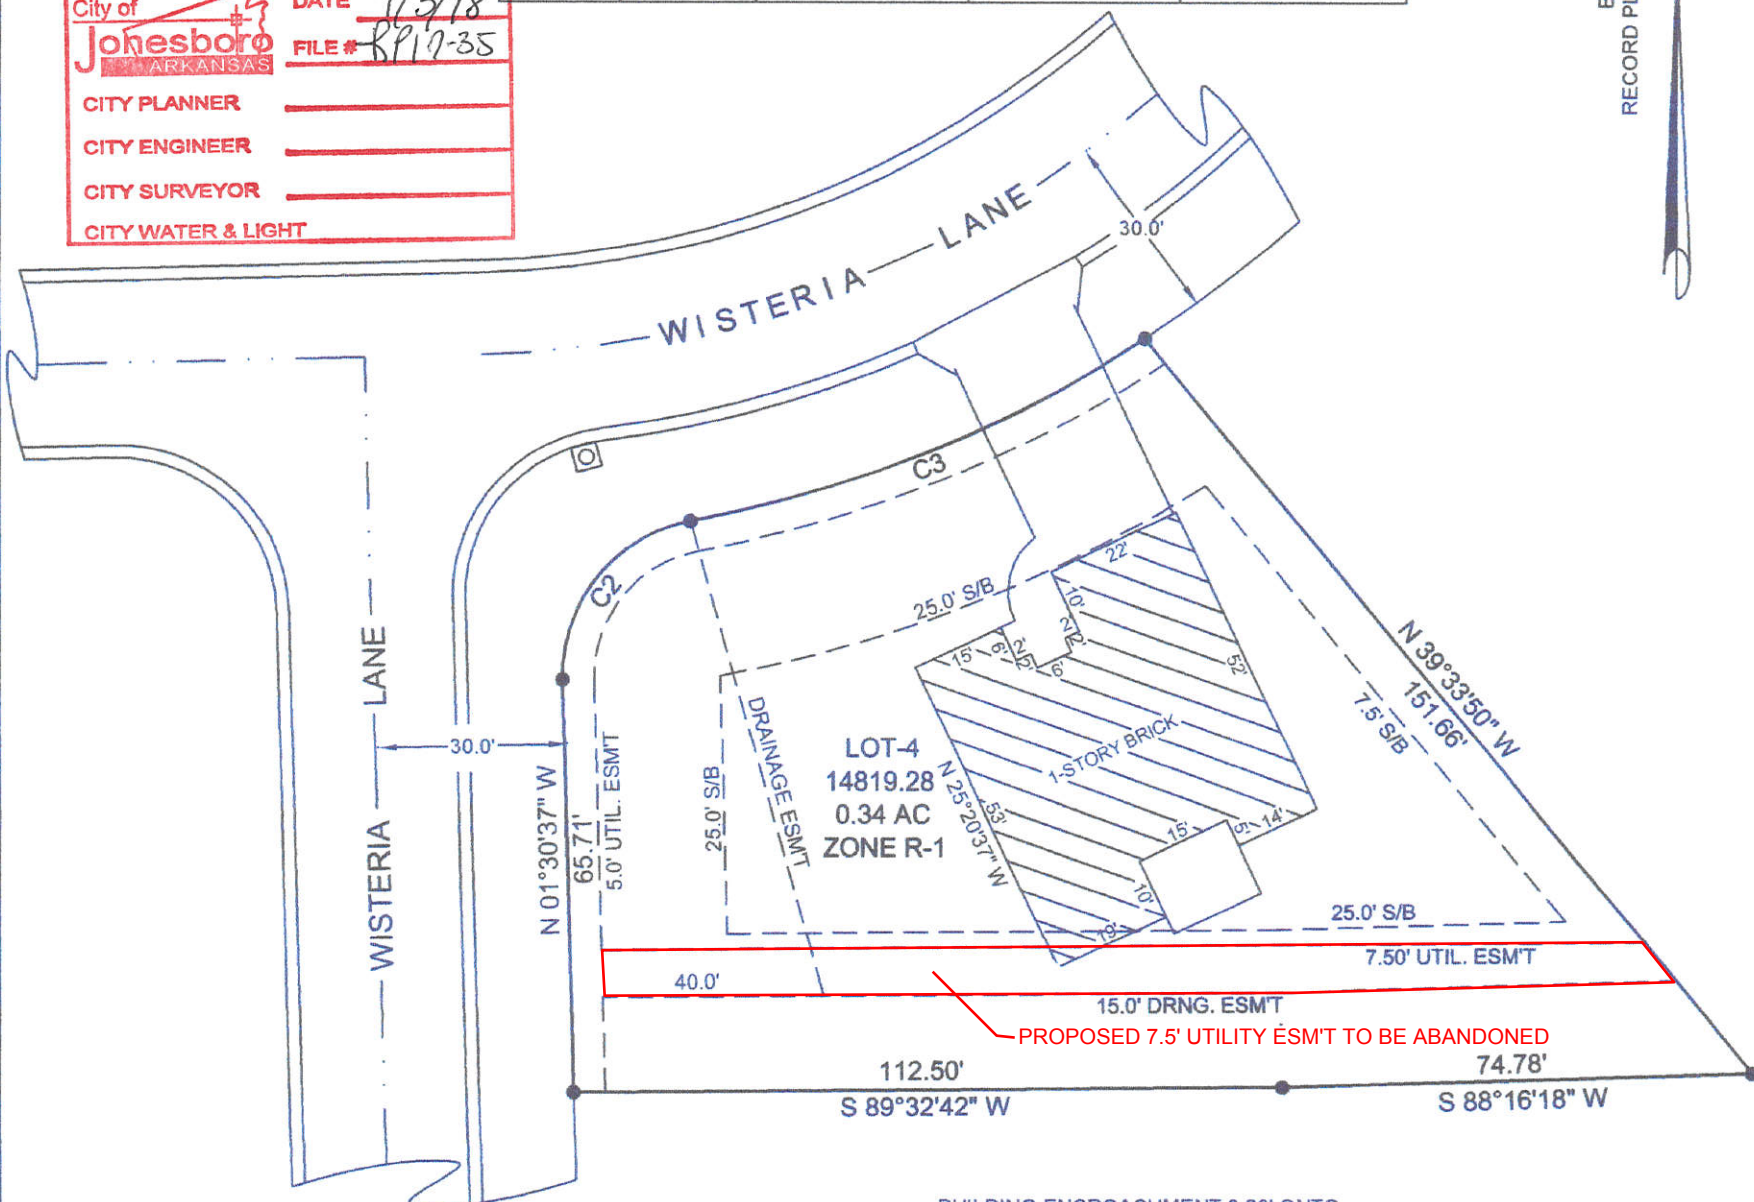 City of
Jonesboro
ARKANSAS
DATE 1/5/18
FILE # RP17-35
CITY PLANNER
CITY ENGINEER
CITY SURVEYOR
CITY WATER & LIGHT
RECORD
WISTERIA LANE
30.0'
C3
C2
WISTERIA LANE
30.0'
25.0' S/B
22'
10'
2'
2'
6'
2'
2'
6'
15'
52'
N 39°33'50" W
151.66'
7.5' S/B
DRAINAGE ESM'T
LOT-4
14819.28
0.34 AC
ZONE R-1
1-STORY BRICK
N 25°20'37" W
53'
25.0' S/B
N 01°30'37" W
65.71'
5.0' UTIL. ESM'T
15'
5'
14'
10'
19'
25.0' S/B
7.50' UTIL. ESM'T
40.0'
15.0' DRNG. ESM'T
PROPOSED 7.5' UTILITY ESM'T TO BE ABANDONED
112.50'
S 89°32'42" W
74.78'
S 88°16'18" W